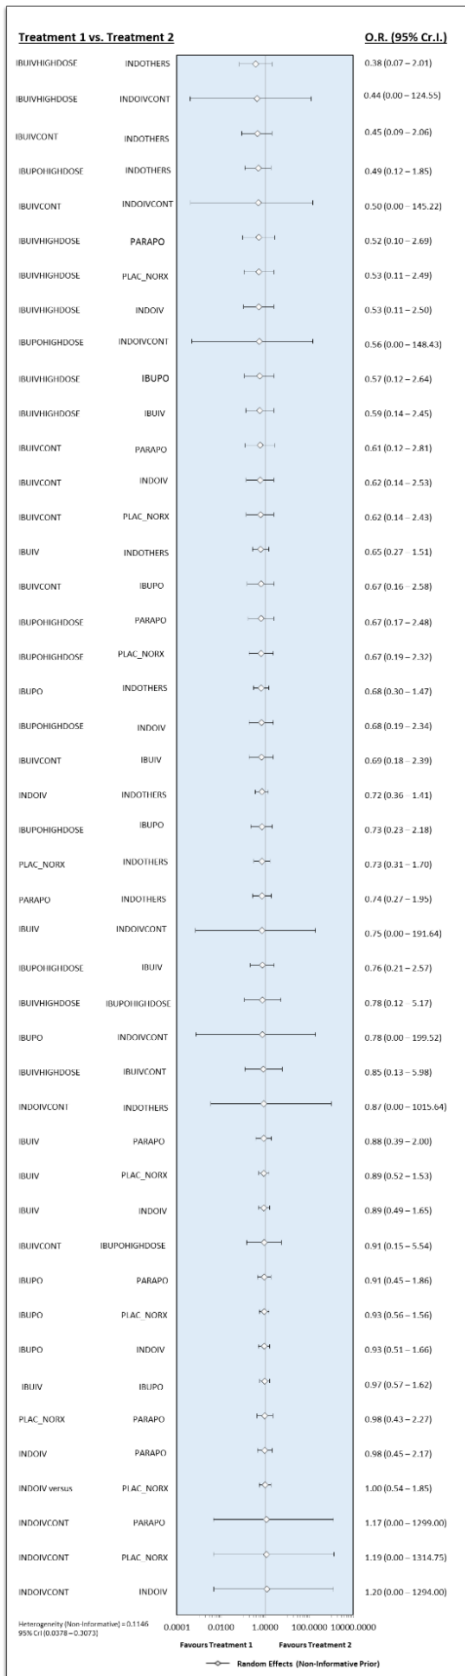 Treatment 1 vs. Treatment 2 O.R. (95% Cr.I.)
IBUIVHIGHDOSE INDOTHERS 0.38 (0.07 – 2.01)
IBUIVHIGHDOSE INDOIVCONT 0.44 (0.00 – 124.55)
IBUIVCONT INDOTHERS 0.45 (0.09 – 2.06)
IBUPOHIGHDOSE INDOTHERS 0.49 (0.12 – 1.85)
IBUIVCONT INDOIVCONT 0.50 (0.00 – 145.22)
IBUIVHIGHDOSE PARAPO 0.52 (0.10 – 2.69)
IBUIVHIGHDOSE PLAC_NORX 0.53 (0.11 – 2.49)
IBUIVHIGHDOSE INDOIV 0.53 (0.11 – 2.50)
IBUPOHIGHDOSE INDOIVCONT 0.56 (0.00 – 148.43)
IBUIVHIGHDOSE IBUPO 0.57 (0.12 – 2.64)
IBUIVHIGHDOSE IBUIV 0.59 (0.14 – 2.45)
IBUIVCONT PARAPO 0.61 (0.12 – 2.81)
IBUIVCONT INDOIV 0.62 (0.14 – 2.53)
IBUIVCONT PLAC_NORX 0.62 (0.14 – 2.43)
IBUIV INDOTHERS 0.65 (0.27 – 1.51)
IBUIVCONT IBUPO 0.67 (0.16 – 2.58)
IBUPOHIGHDOSE PARAPO 0.67 (0.17 – 2.48)
IBUPOHIGHDOSE PLAC_NORX 0.67 (0.19 – 2.32)
IBUPO INDOTHERS 0.68 (0.30 – 1.47)
IBUPOHIGHDOSE INDOIV 0.68 (0.19 – 2.34)
IBUIVCONT IBUIV 0.69 (0.18 – 2.39)
INDOIV INDOTHERS 0.72 (0.36 – 1.41)
IBUPOHIGHDOSE IBUPO 0.73 (0.23 – 2.18)
PLAC_NORX INDOTHERS 0.73 (0.31 – 1.70)
PARAPO INDOTHERS 0.74 (0.27 – 1.95)
IBUIV INDOIVCONT 0.75 (0.00 – 191.64)
IBUPOHIGHDOSE IBUIV 0.76 (0.21 – 2.57)
IBUIVHIGHDOSE IBUPOHIGHDOSE 0.78 (0.12 – 5.17)
IBUPO INDOIVCONT 0.78 (0.00 – 199.52)
IBUIVHIGHDOSE IBUIVCONT 0.85 (0.13 – 5.98)
INDOIVCONT INDOTHERS 0.87 (0.00 – 1015.64)
IBUIV PARAPO 0.88 (0.39 – 2.00)
IBUIV PLAC_NORX 0.89 (0.52 – 1.53)
IBUIV INDOIV 0.89 (0.49 – 1.65)
IBUIVCONT IBUPOHIGHDOSE 0.91 (0.15 – 5.54)
IBUPO PARAPO 0.91 (0.45 – 1.86)
IBUPO PLAC_NORX 0.93 (0.56 – 1.56)
IBUPO INDOIV 0.93 (0.51 – 1.66)
IBUIV IBUPO 0.97 (0.57 – 1.62)
PLAC_NORX PARAPO 0.98 (0.43 – 2.27)
INDOIV PARAPO 0.98 (0.45 – 2.17)
INDOIV versus PLAC_NORX 1.00 (0.54 – 1.85)
INDOIVCONT PARAPO 1.17 (0.00 – 1299.00)
INDOIVCONT PLAC_NORX 1.19 (0.00 – 1314.75)
INDOIVCONT INDOIV 1.20 (0.00 – 1294.00)
Heterogeneity (Non-Informative) = 0.1146
95% CrI (0.0378 – 0.3073)
0.0001 0.0100 1.0000 100.0000 10000.0000
Favours Treatment 1 Favours Treatment 2
Random Effects (Non-Informative Prior)